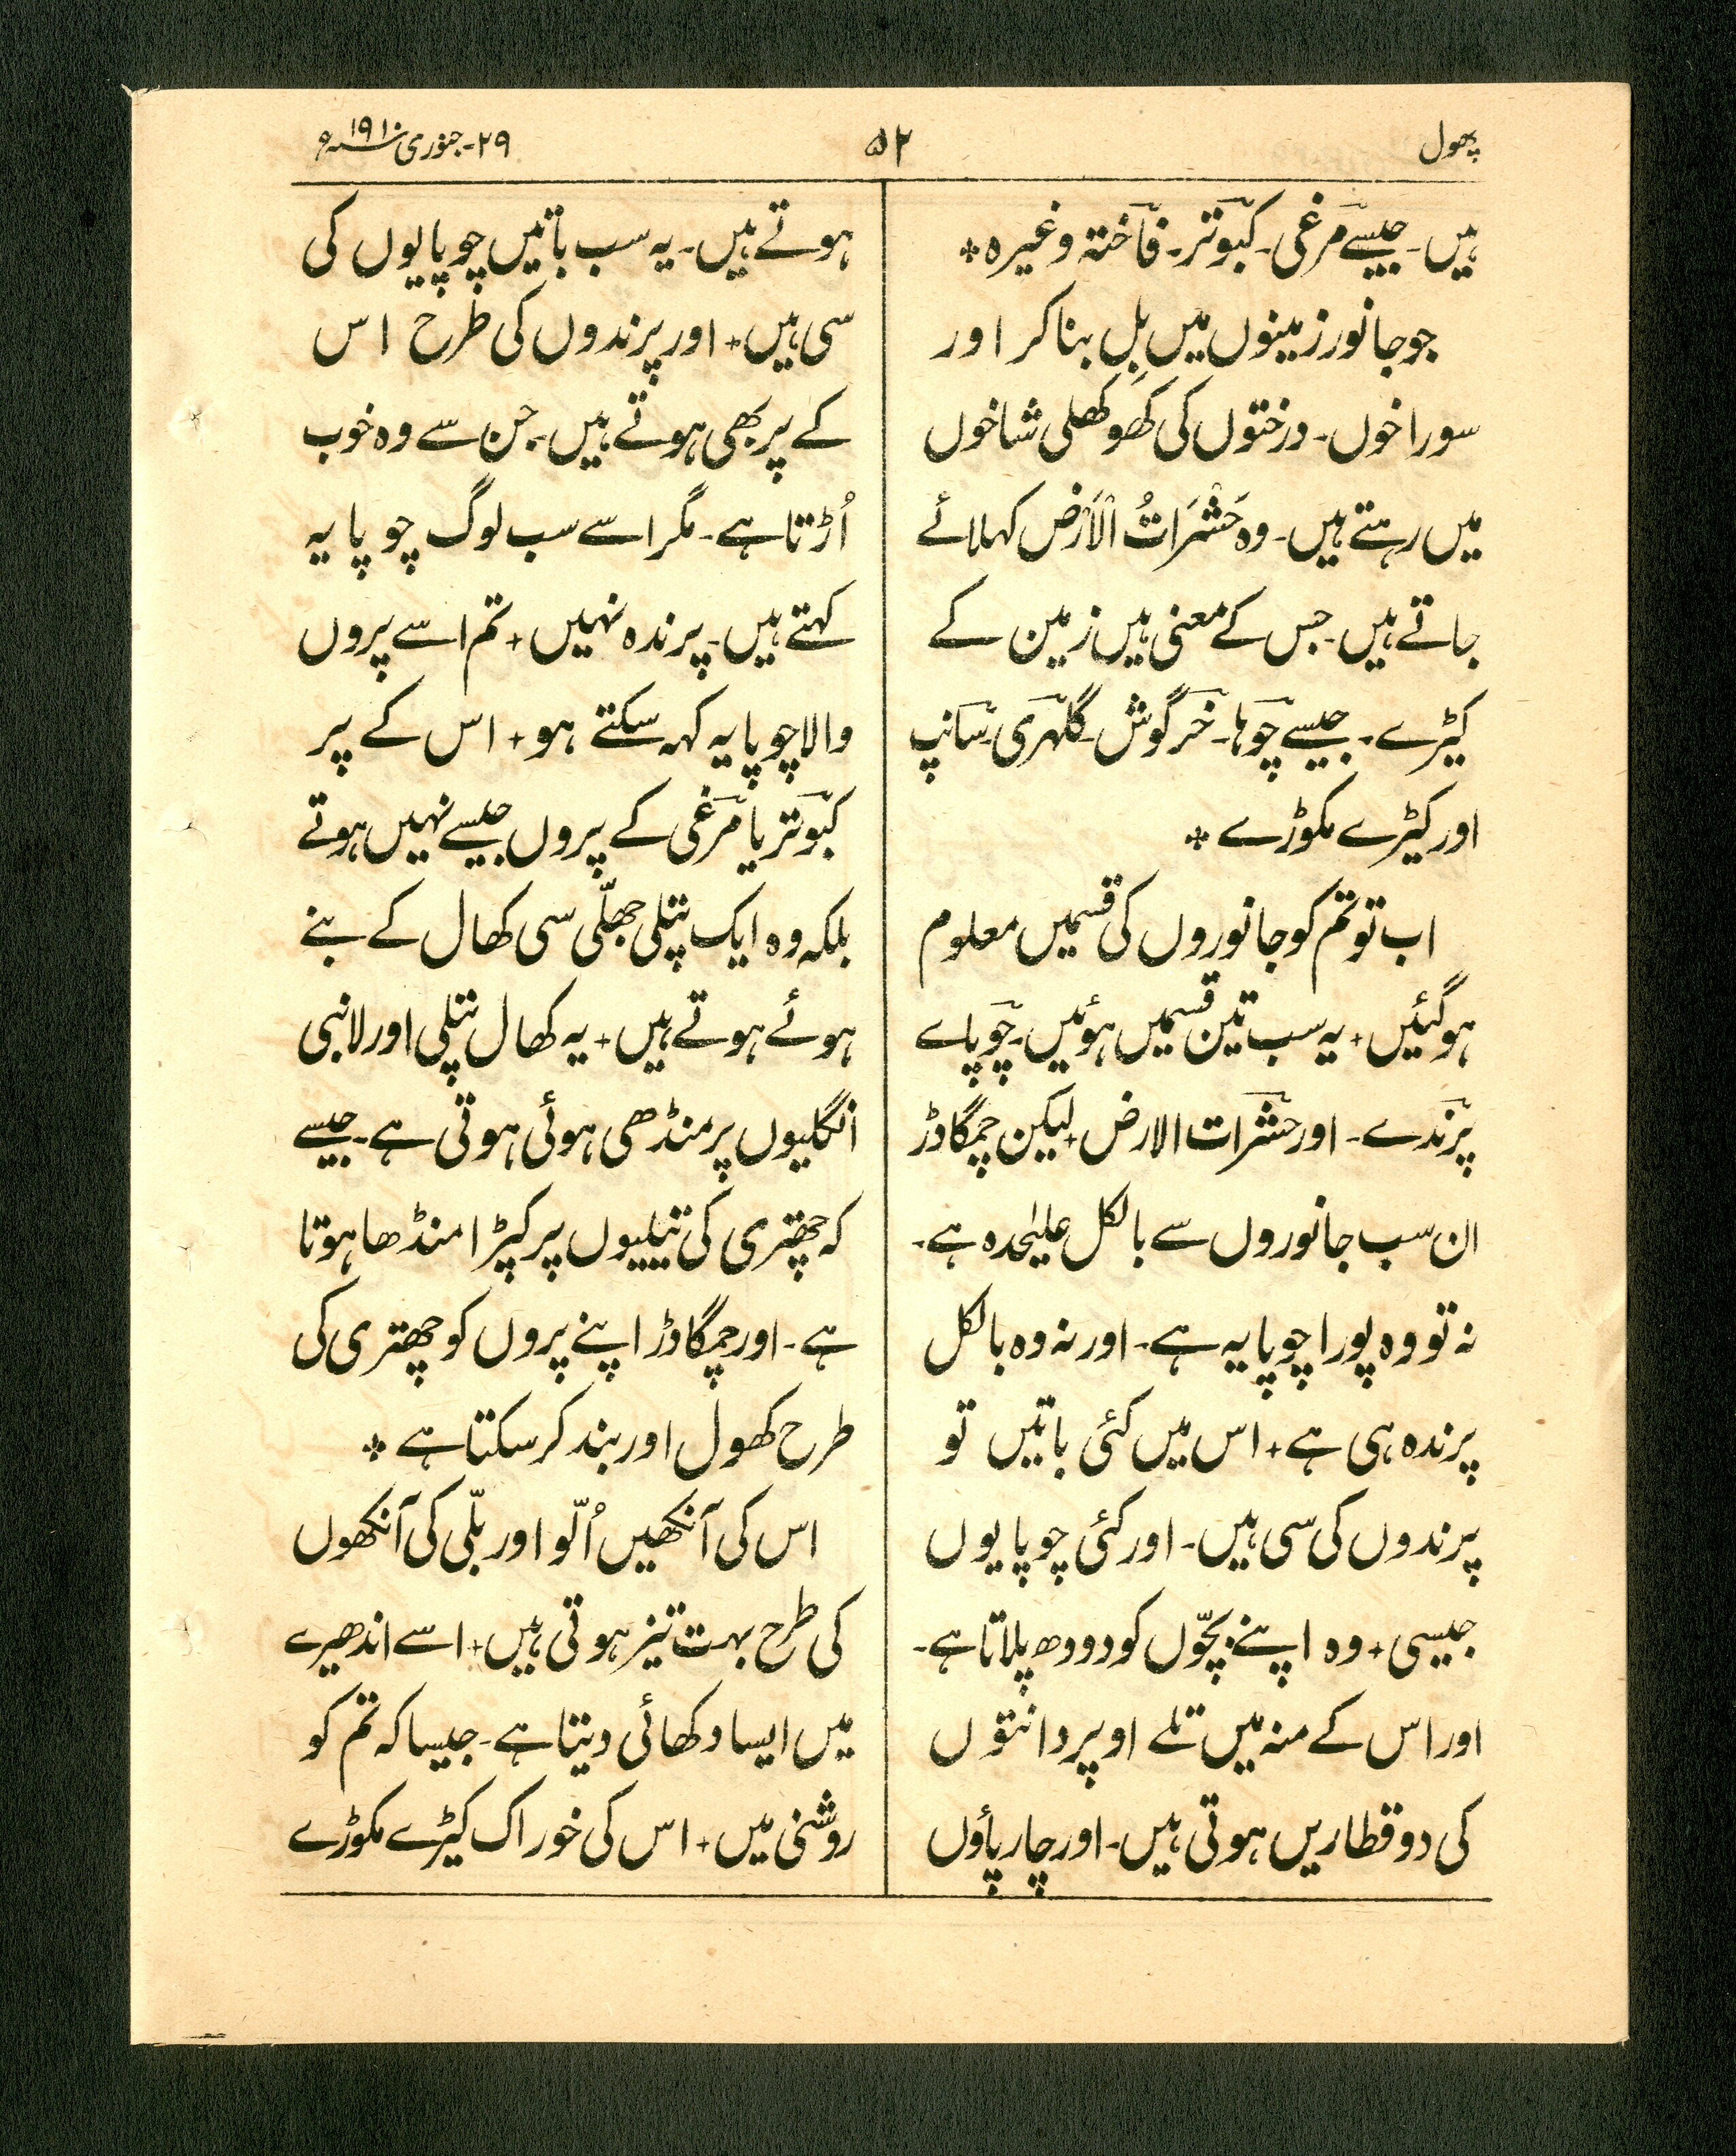 پھول
۵۲
۲۹-جنوری سنہ ۱۹۱۰ء
ہیں۔ جیسے مرغی۔ کبوتر۔ فاختہ وغیرہ ٭
جو جانور زمینوں میں بِل بنا کر اور
سوراخوں۔ درختوں کی کھوکھلی شاخوں
میں رہتے ہیں۔ وہ حَشَرَاتُ الْاَرْض کہلائے
جاتے ہیں۔ جس کے معنی ہیں زمین کے
کیڑے۔ جیسے چوہا۔ خرگوش۔ گلہری۔ سانپ
اور کیڑے مکوڑے ٭
اب تو تم کو جانوروں کی قسمیں معلوم
ہوگئیں + یہ سب تین قسمیں ہوئیں۔ چوپاے
پرندے۔ اور حشرات الارض + لیکن چمگادڑ
ان سب جانوروں سے بالکل علیٰحدہ ہے۔
نہ تو وہ پورا چوپایہ ہے۔ اور نہ وہ بالکل
پرندہ ہی ہے + اس میں کئی باتیں تو
پرندوں کی سی ہیں۔ اور کئی چوپایوں
جیسی + وہ اپنے بچّوں کو دودھ پلاتا ہے۔
اور اس کے منہ میں تلے اوپر دانتوں
کی دو قطاریں ہوتی ہیں۔ اور چار پاؤں
ہوتے ہیں۔ یہ سب باتیں چوپایوں کی
سی ہیں + اور پرندوں کی طرح اس
کے پر بھی ہوتے ہیں۔ جن سے وہ خوب
اُڑتا ہے۔ مگر اسے سب لوگ چوپایہ
کہتے ہیں۔ پرندہ نہیں + تم اسے پروں
والا چوپایہ کہہ سکتے ہو + اس کے پر
کبوتر یا مرغی کے پروں جیسے نہیں ہوتے
بلکہ وہ ایک پتلی جھلّی سی کھال کے بنے
ہوئے ہوتے ہیں + یہ کھال پتلی اور لانبی
انگلیوں پر منڈھی ہوئی ہوتی ہے۔ جیسے
کہ چھتری کی تیلیوں پر کپڑا منڈھا ہوتا
ہے۔ اور چمگادڑ اپنے پروں کو چھتری کی
طرح کھول اور بند کر سکتا ہے ٭
اس کی آنکھیں اُلّو اور بلّی کی آنکھوں
کی طرح بہت تیز ہوتی ہیں + اسے اندھیرے
میں ایسا دکھائی دیتا ہے۔ جیسا کہ تم کو
روشنی میں + اس کی خوراک کیڑے مکوڑے